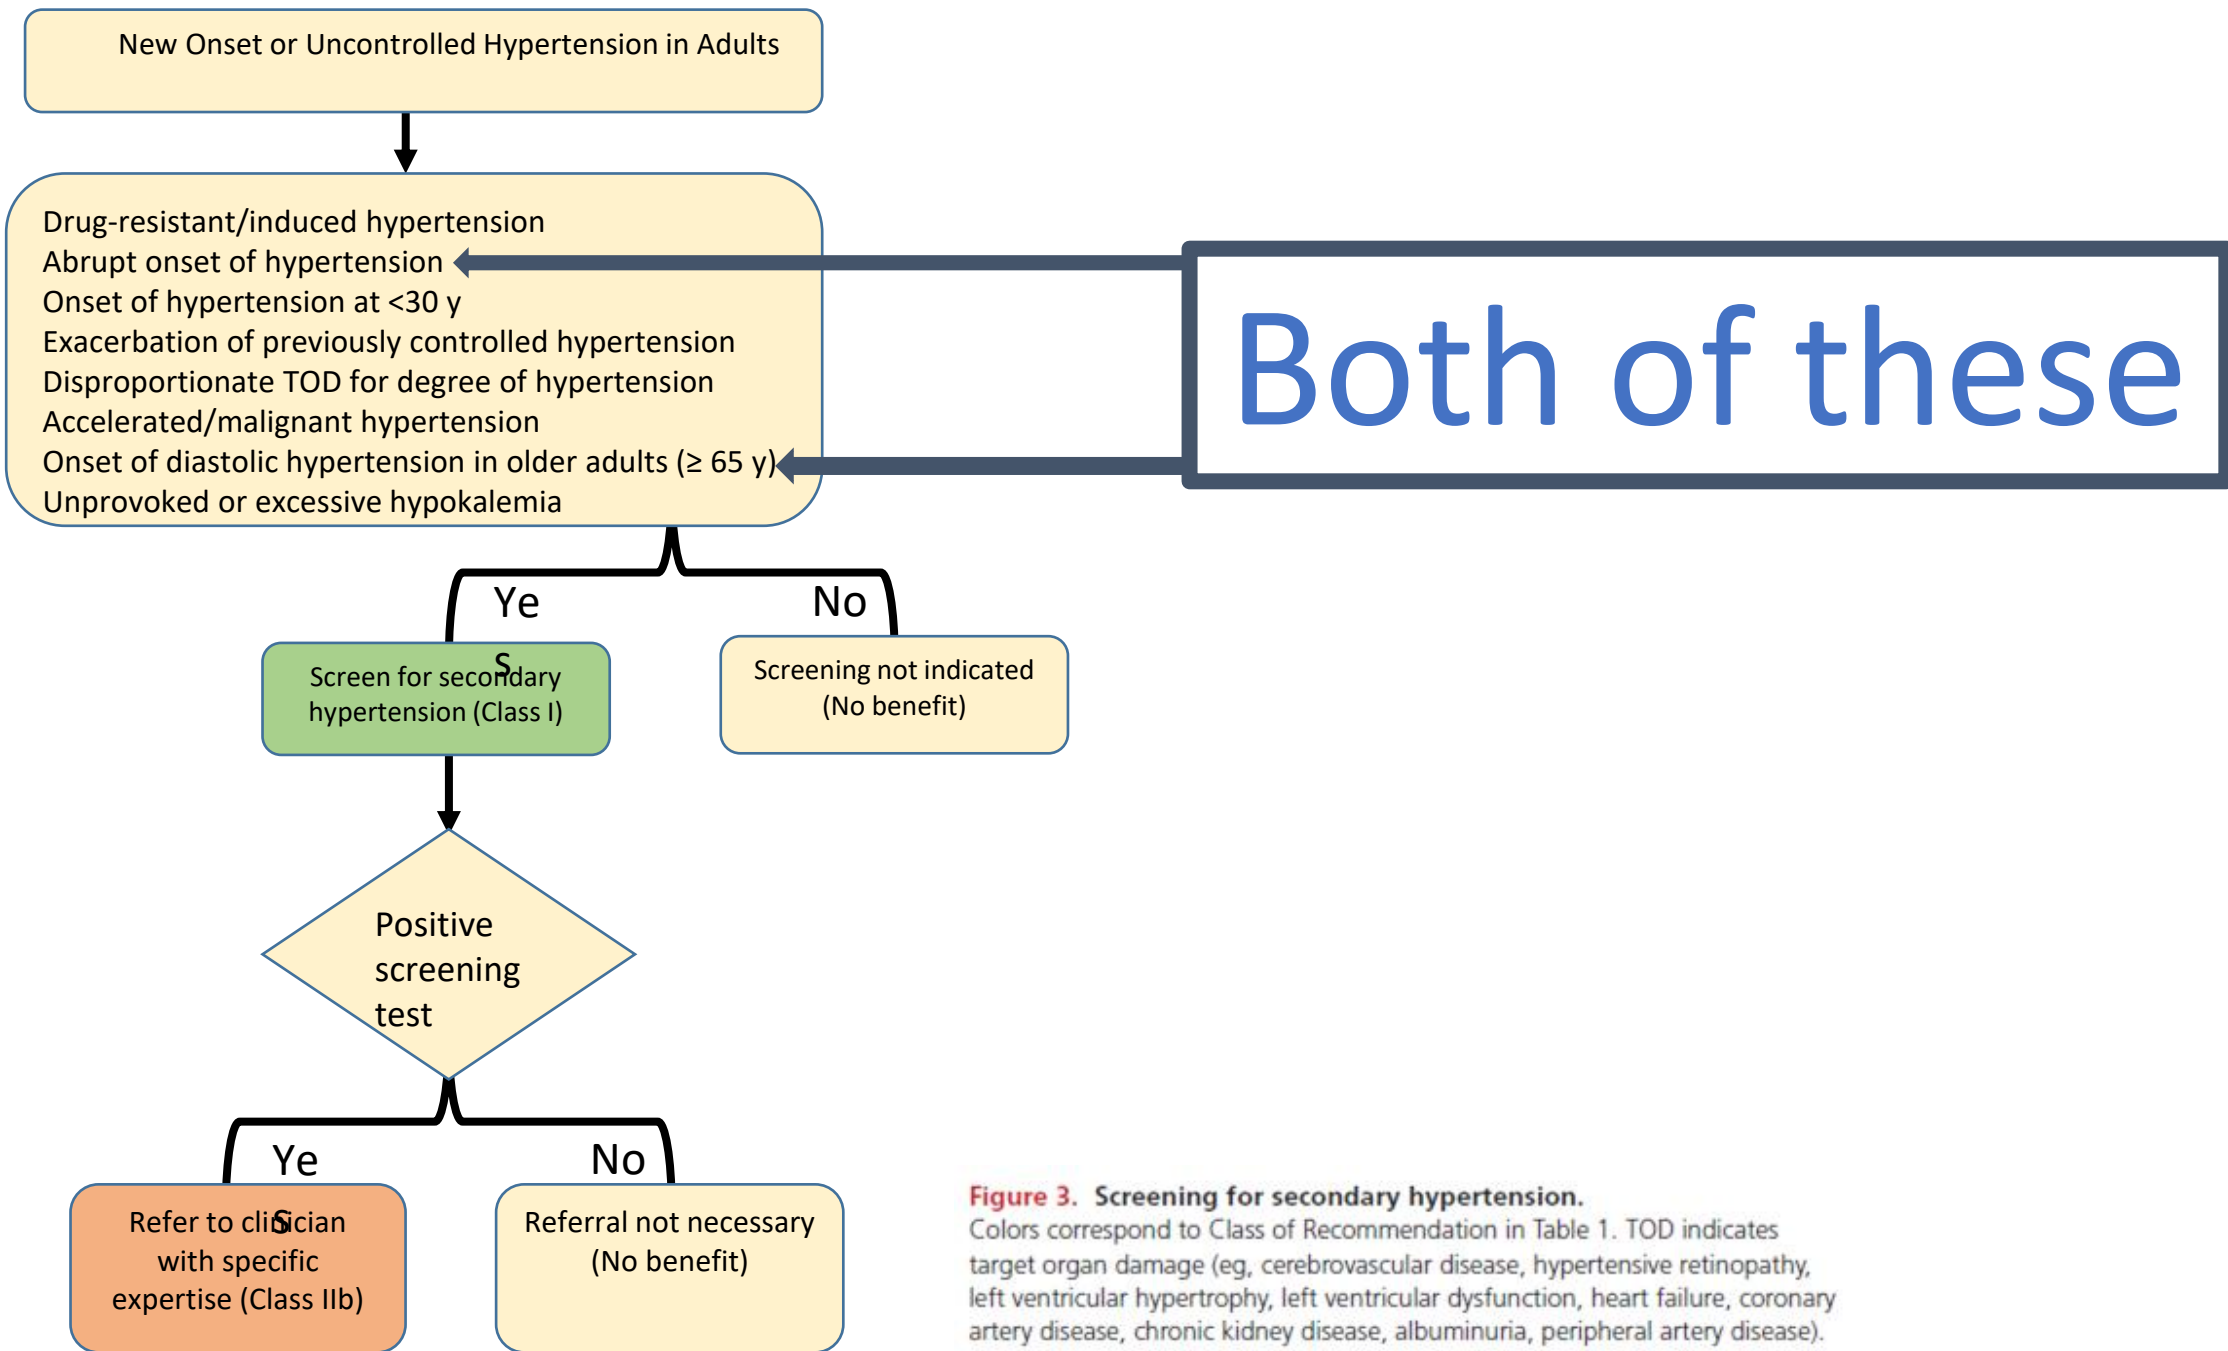 New Onset or Uncontrolled Hypertension in Adults
Drug-resistant/induced hypertension
Abrupt onset of hypertension
Onset of hypertension at <30 y
Exacerbation of previously controlled hypertension
Disproportionate TOD for degree of hypertension
Accelerated/malignant hypertension
Onset of diastolic hypertension in older adults (≥ 65 y)
Unprovoked or excessive hypokalemia
Both of these
Ye
s
No
Screen for secondary
hypertension (Class I)
Screening not indicated
(No benefit)
Positive
screening
test
Ye
s
No
Refer to clinician
with specific
expertise (Class IIb)
Referral not necessary
(No benefit)
Figure 3. Screening for secondary hypertension.
Colors correspond to Class of Recommendation in Table 1. TOD indicates
target organ damage (eg, cerebrovascular disease, hypertensive retinopathy,
left ventricular hypertrophy, left ventricular dysfunction, heart failure, coronary
artery disease, chronic kidney disease, albuminuria, peripheral artery disease).